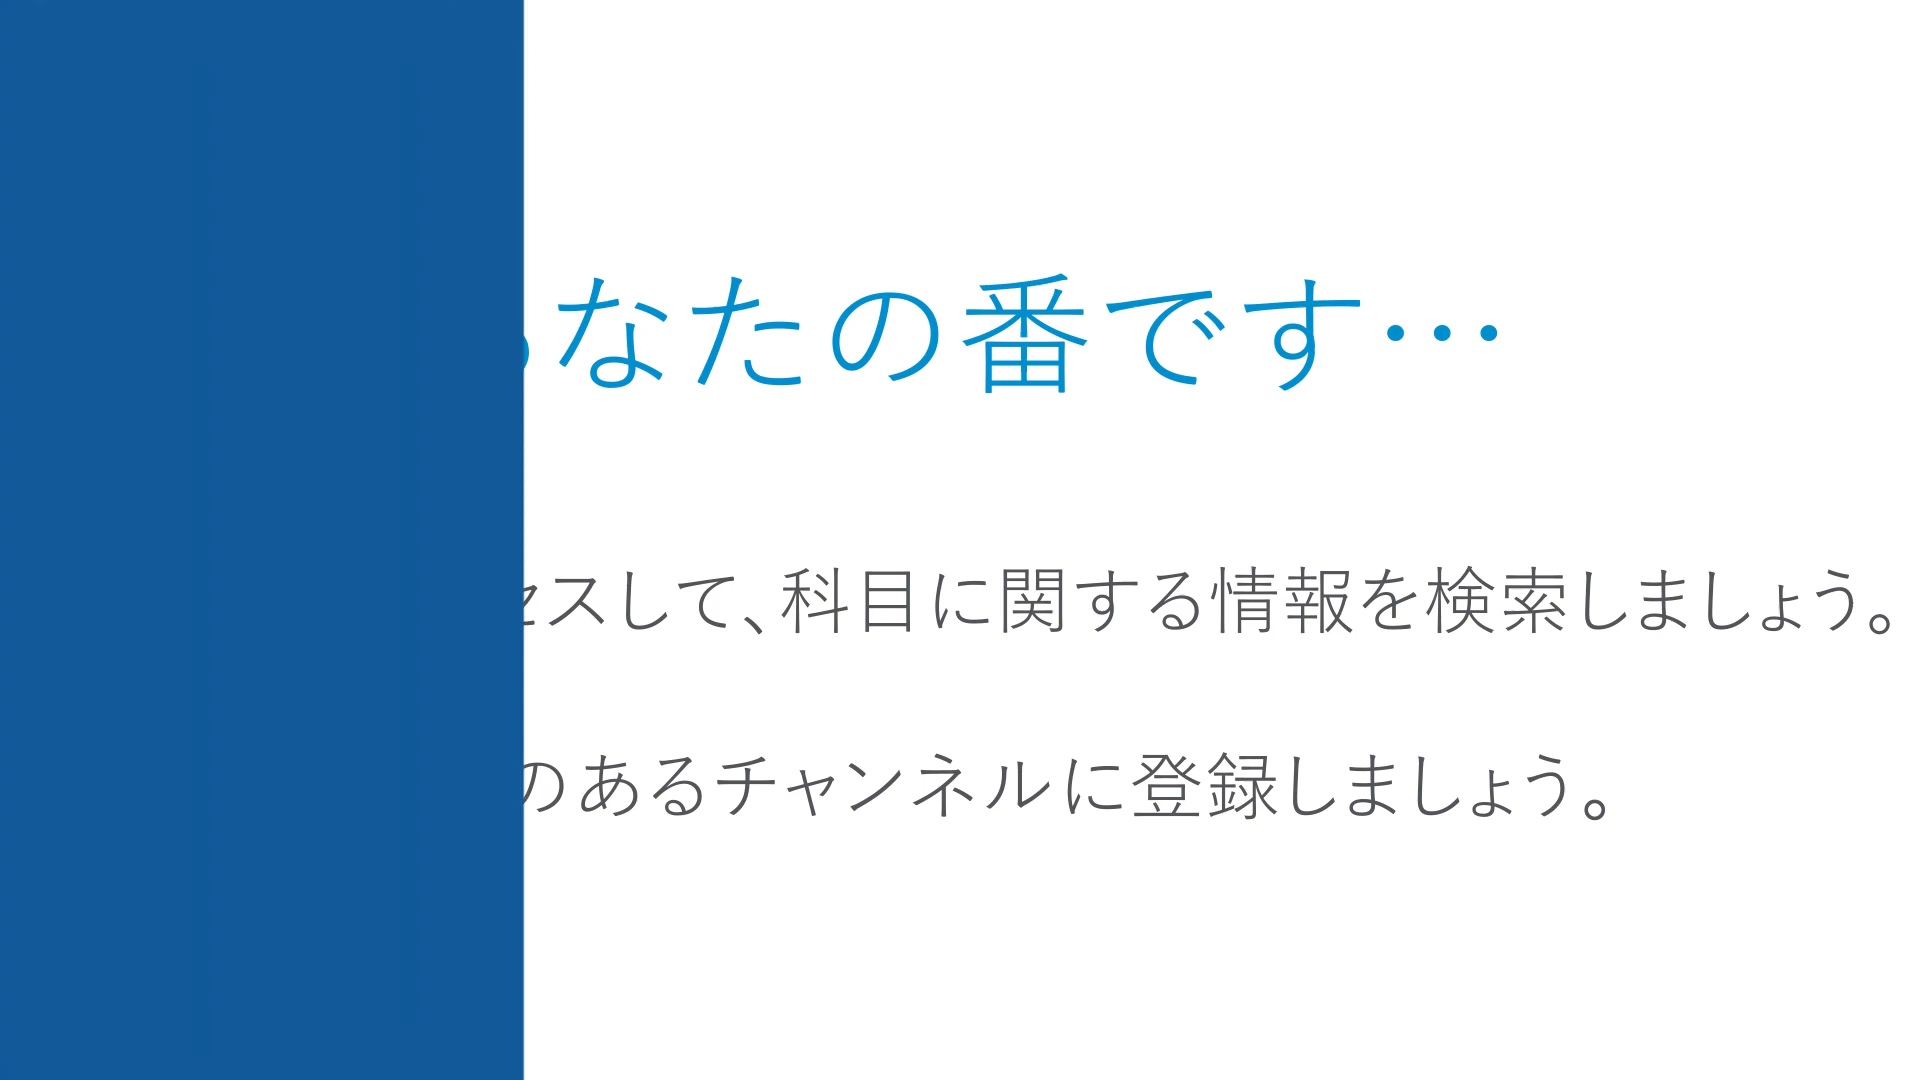 なたの番です…
スして、科目に関する情報を検索しましょう。
のあるチャンネルに登録しましょう。